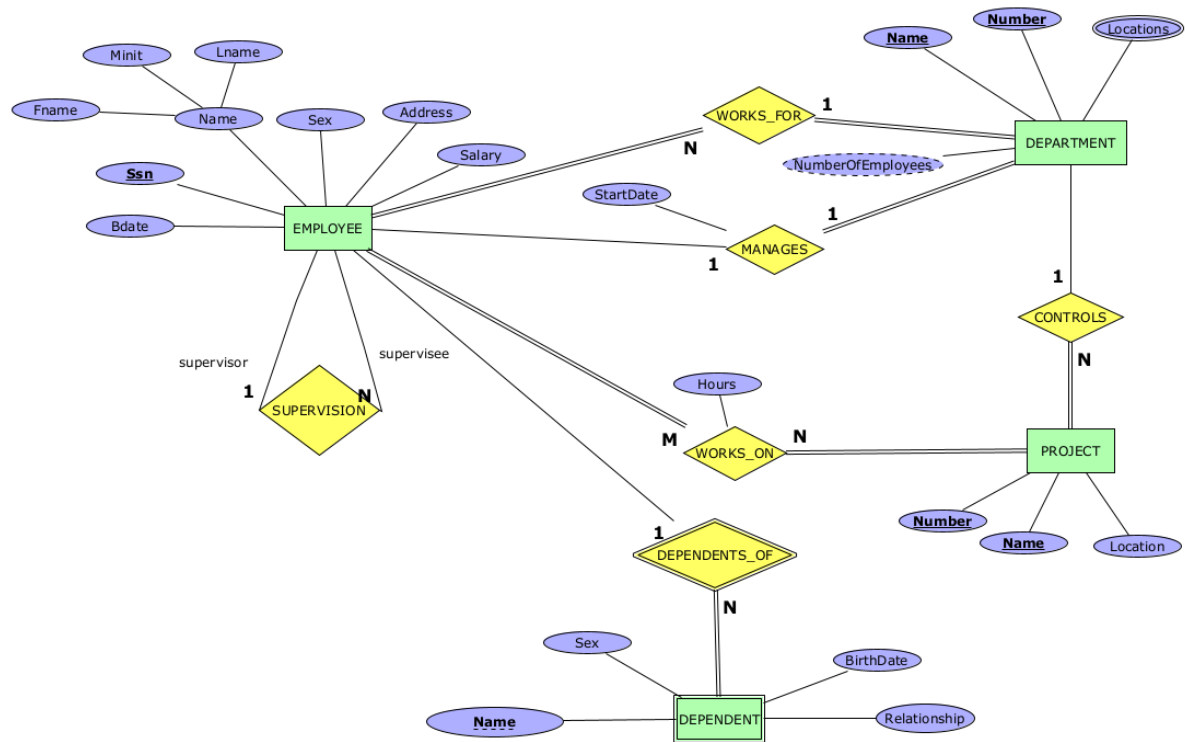 Number
Name
Locations
Lname
Minit
Fname
Name
Sex
Address
WORKS_FOR
1
DEPARTMENT
N
Salary
NumberOfEmployees
Ssn
StartDate
Bdate
EMPLOYEE
1
MANAGES
1
1
CONTROLS
N
supervisor
supervisee
1
N
SUPERVISION
Hours
M
N
WORKS_ON
PROJECT
Number
Name
Location
1
DEPENDENTS_OF
N
Sex
BirthDate
Name
DEPENDENT
Relationship